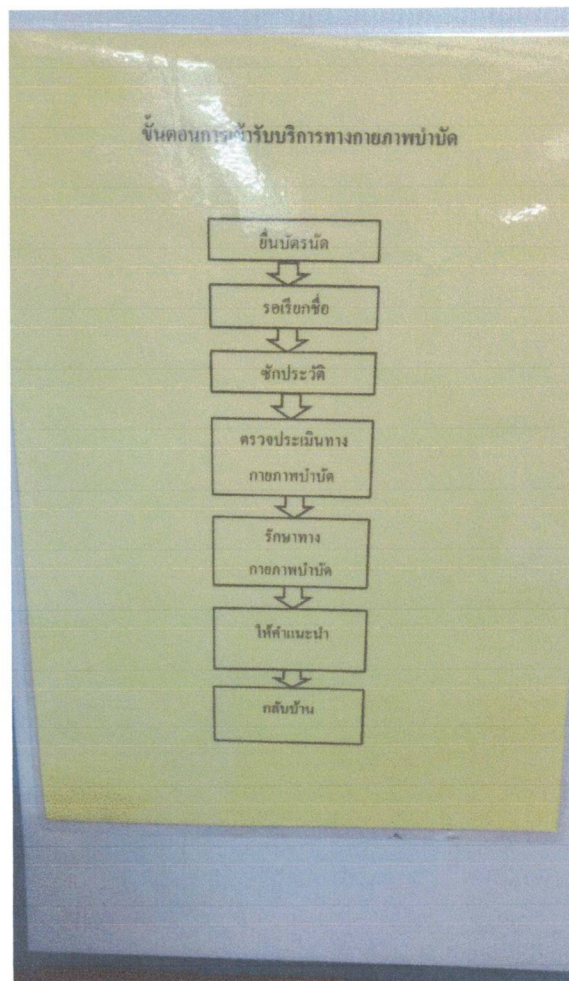 ขั้นตอนการเข้ารับบริการทางกายภาพบำบัด
ยื่นบัตรนัด
รอเรียกชื่อ
ซักประวัติ
ตรวจประเมินทาง
กายภาพบำบัด
รักษาทาง
กายภาพบำบัด
ให้คำแนะนำ
กลับบ้าน